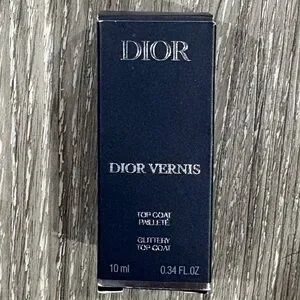 DIOR
DIOR VERNIS
TOP COAT
PAILLETÉ
GLITTERY
TOP COAT
10 ml 0.34 FL.OZ